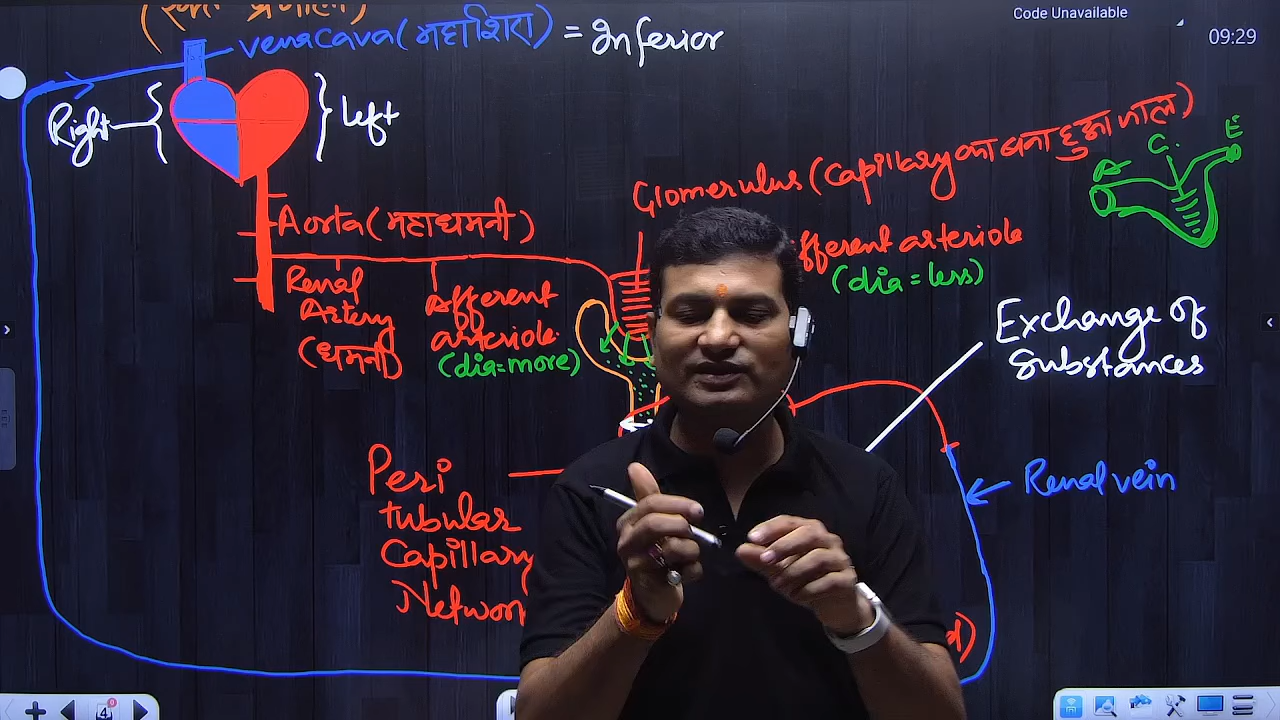 Code Unavailable
09:29
venacava (महाशिरा) = Inferior
Right
left
Glomerulus (Capillary का बना हुआ जाल)
A
C.
E
Aorta (महाधमनी)
Renal
Artery
(धमनी)
Afferent
arteriole
(dia=more)
fferent arteriole
(dia = less)
Exchange of
Substances
Renal vein
Peri
tubular
Capillary
Networ
4